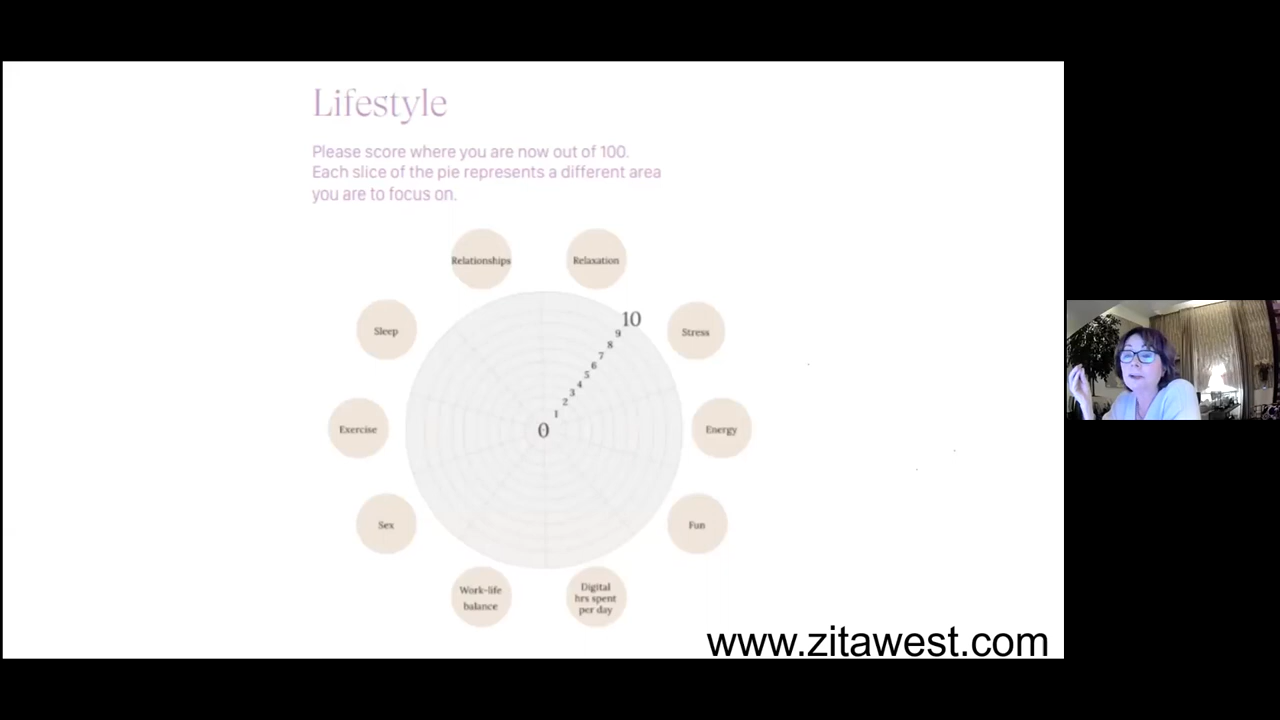 Lifestyle
Please score where you are now out of 100.
Each slice of the pie represents a different area
you are to focus on.
Relationships
Relaxation
Sleep
10
9
Stress
8
7
6
5
4
3
2
1
Exercise
0
Energy
Sex
Fun
Work-life
balance
Digital
hrs spent
per day
www.zitawest.com